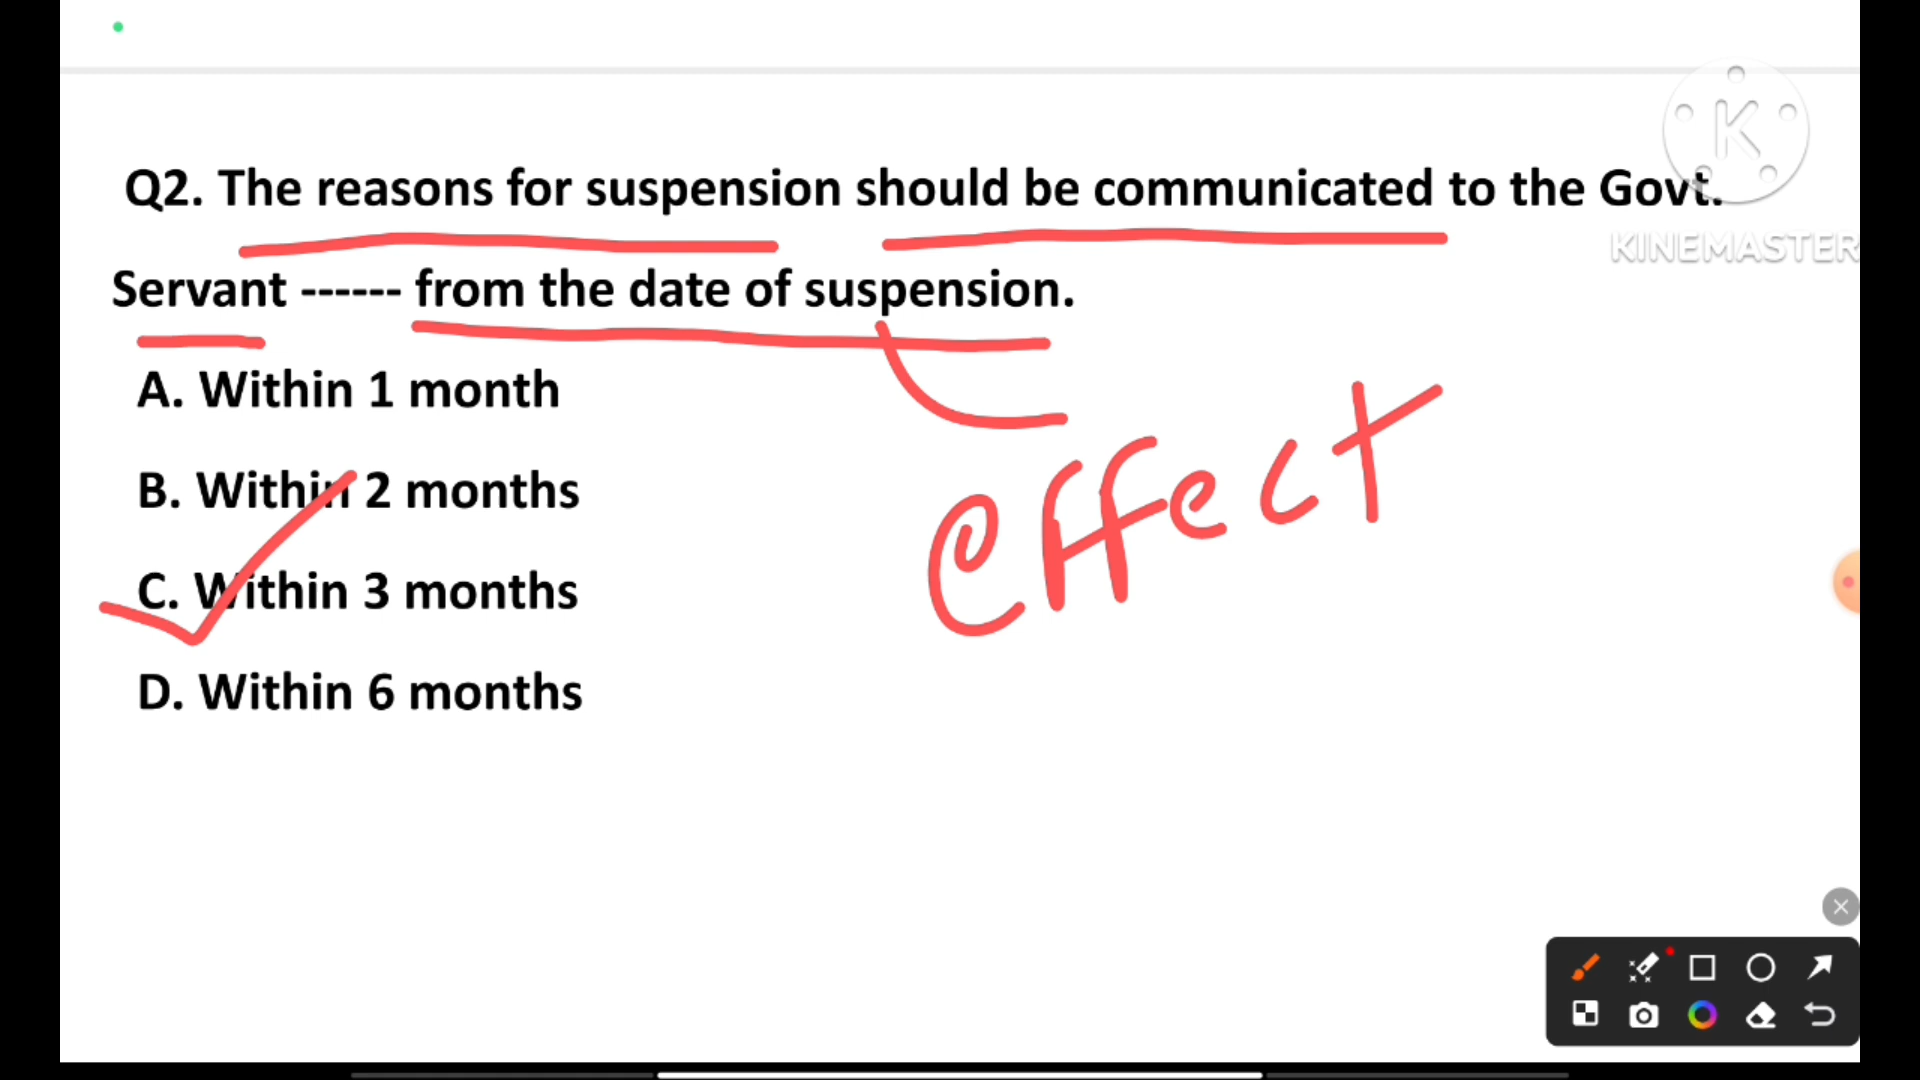 Q2. The reasons for suspension should be communicated to the Govt.
KINEMASTER
Servant ------ from the date of suspension.
A. Within 1 month
effect
B. Within 2 months
C. Within 3 months
D. Within 6 months